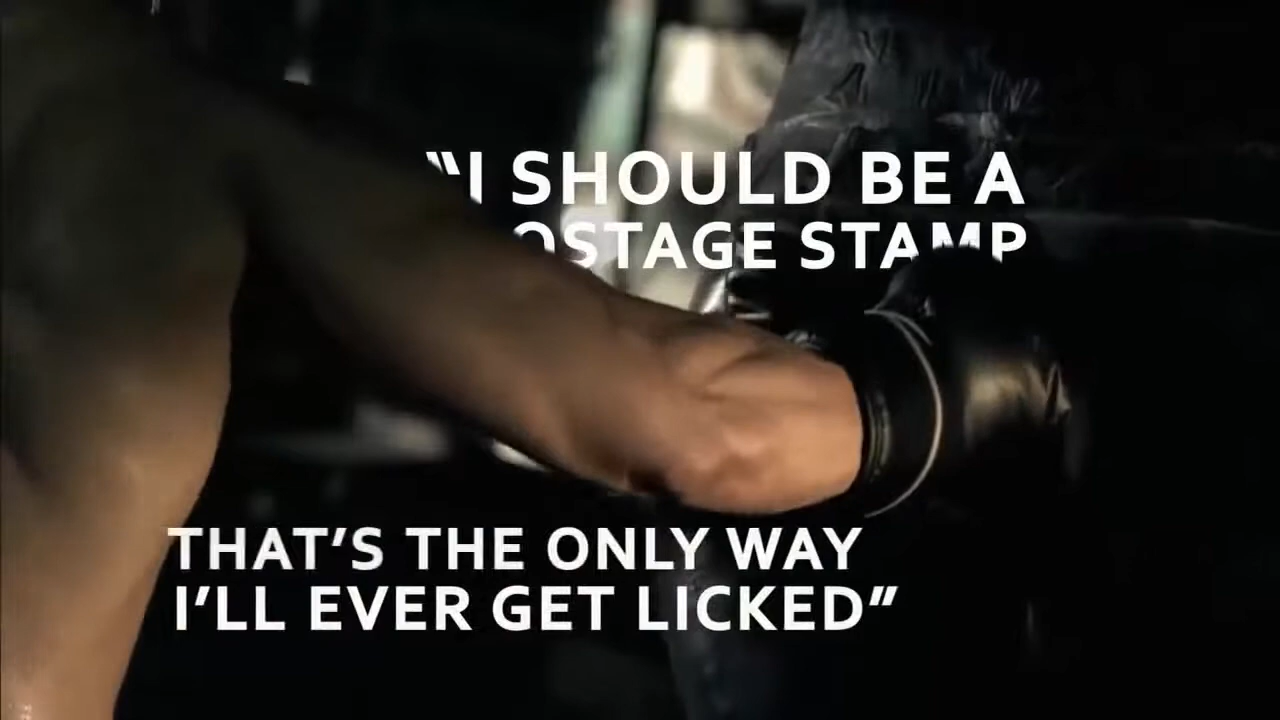 “I SHOULD BE A
OSTAGE STAMP
THAT’S THE ONLY WAY
I’LL EVER GET LICKED”